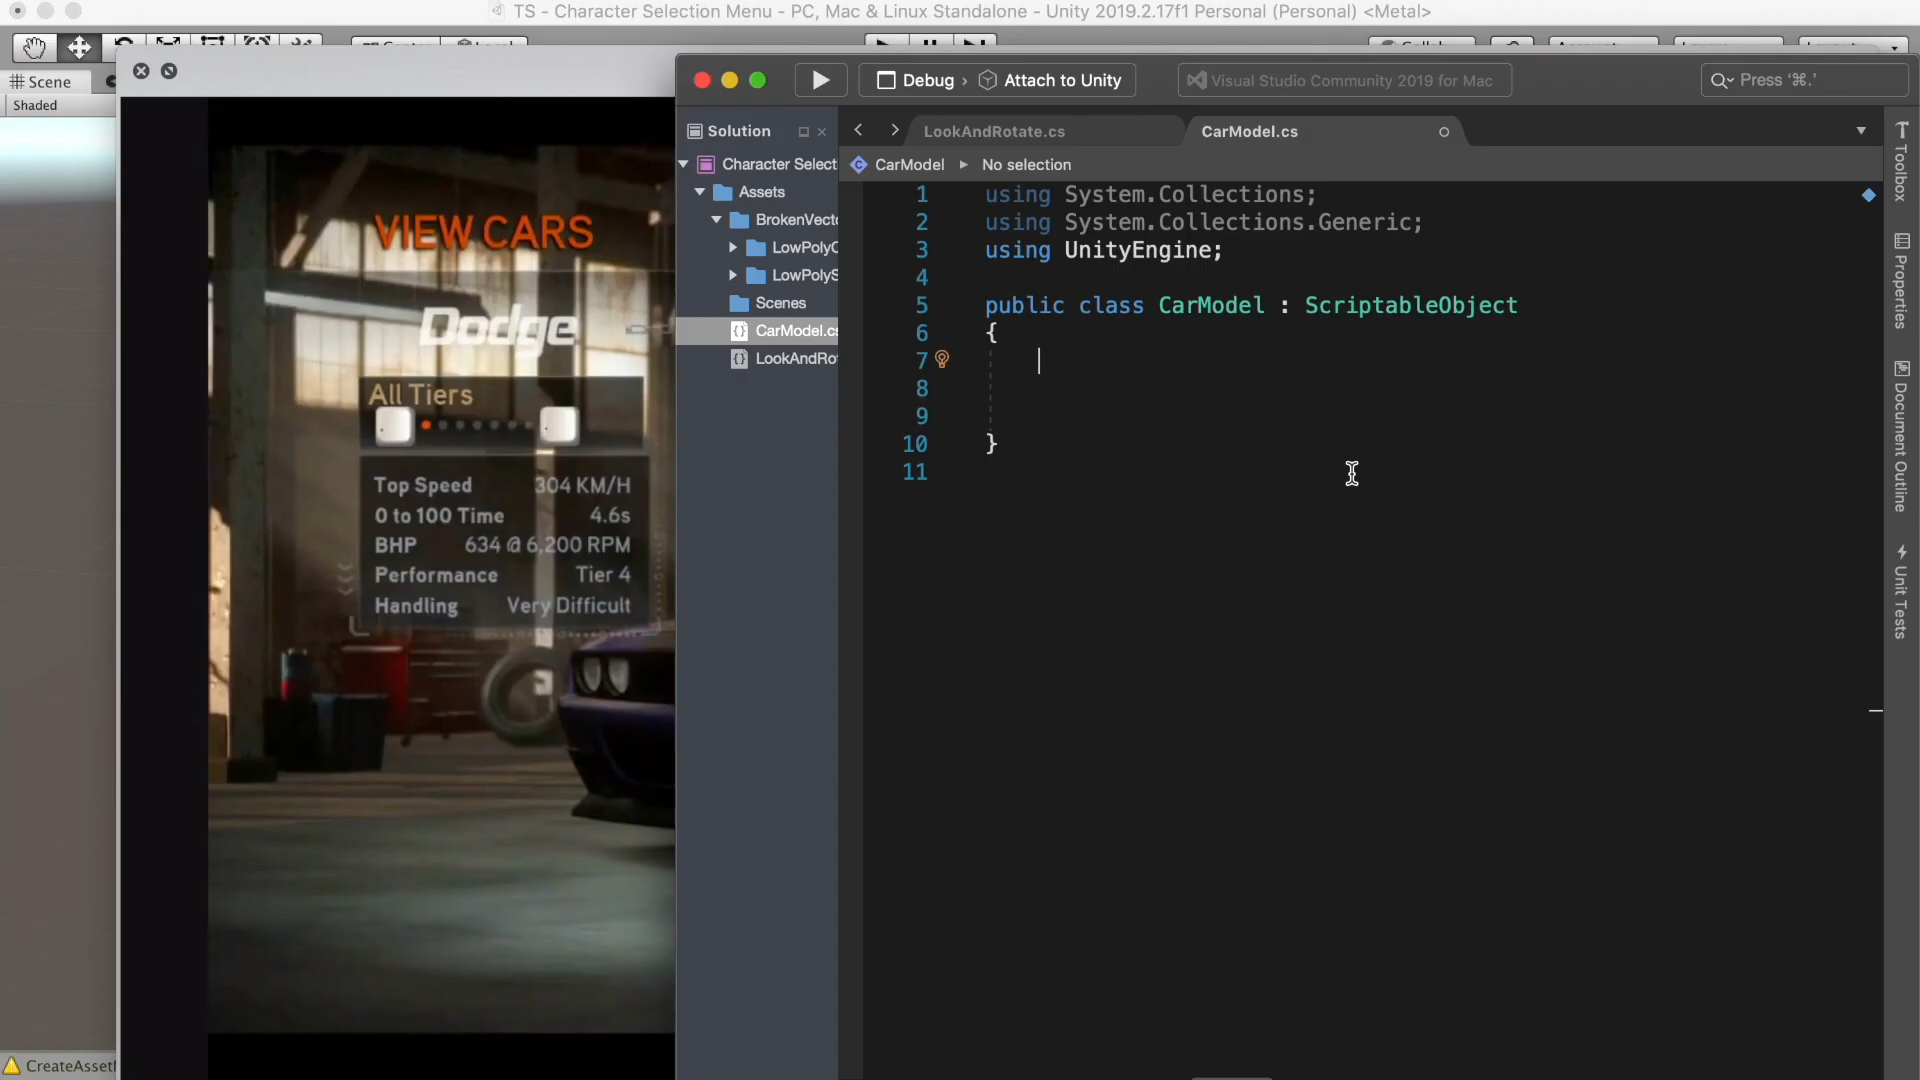 TS - Character Selection Menu - PC, Mac & Linux Standalone - Unity 2019.2.17f1 Personal (Personal) <Metal>
Scene
Shaded
Debug › Attach to Unity
Visual Studio Community 2019 for Mac
Press ‘⌘.’
Solution
LookAndRotate.cs
CarModel.cs
Character Select
CarModel
No selection
Assets
BrokenVecto
LowPolyC
LowPolyS
Scenes
CarModel.cs
LookAndRot
1 using System.Collections;
2 using System.Collections.Generic;
3 using UnityEngine;
4
5 public class CarModel : ScriptableObject
6 {
7
8
9
10 }
11
Toolbox
Properties
Document Outline
Unit Tests
VIEW CARS
Dodge
All Tiers
Top Speed 304 KM/H
0 to 100 Time 4.6s
BHP 634 @ 6,200 RPM
Performance Tier 4
Handling Very Difficult